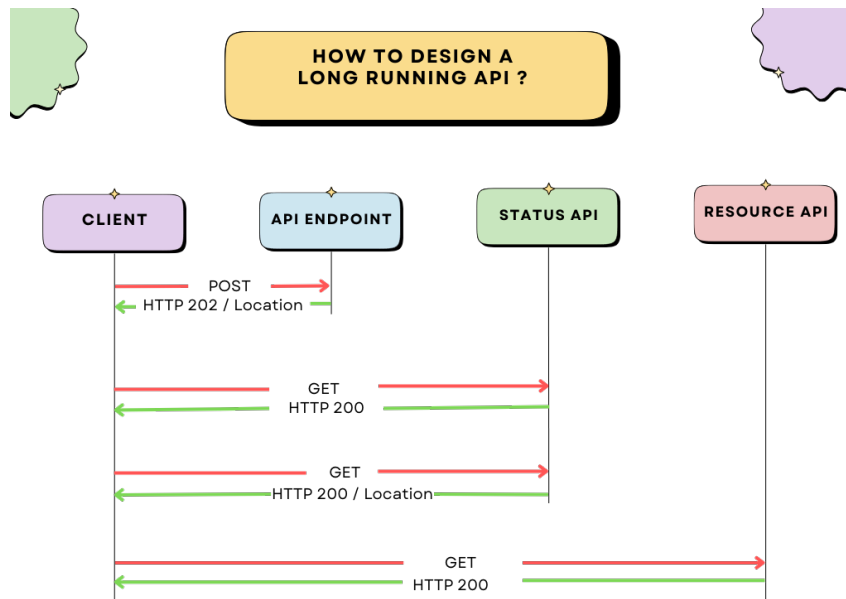 HOW TO DESIGN A
LONG RUNNING API ?
CLIENT
API ENDPOINT
STATUS API
RESOURCE API
POST
HTTP 202 / Location
GET
HTTP 200
GET
HTTP 200 / Location
GET
HTTP 200